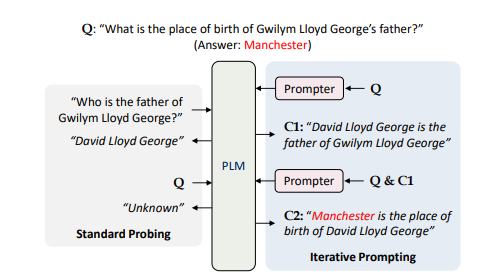 Q: “What is the place of birth of Gwilym Lloyd George’s father?”
(Answer: Manchester)
“Who is the father of
Gwilym Lloyd George?”
“David Lloyd George”
Q
“Unknown”
Standard Probing
PLM
Prompter
Q
C1: “David Lloyd George is the
father of Gwilym Lloyd George”
Prompter
Q & C1
C2: “Manchester is the place of
birth of David Lloyd George”
Iterative Prompting